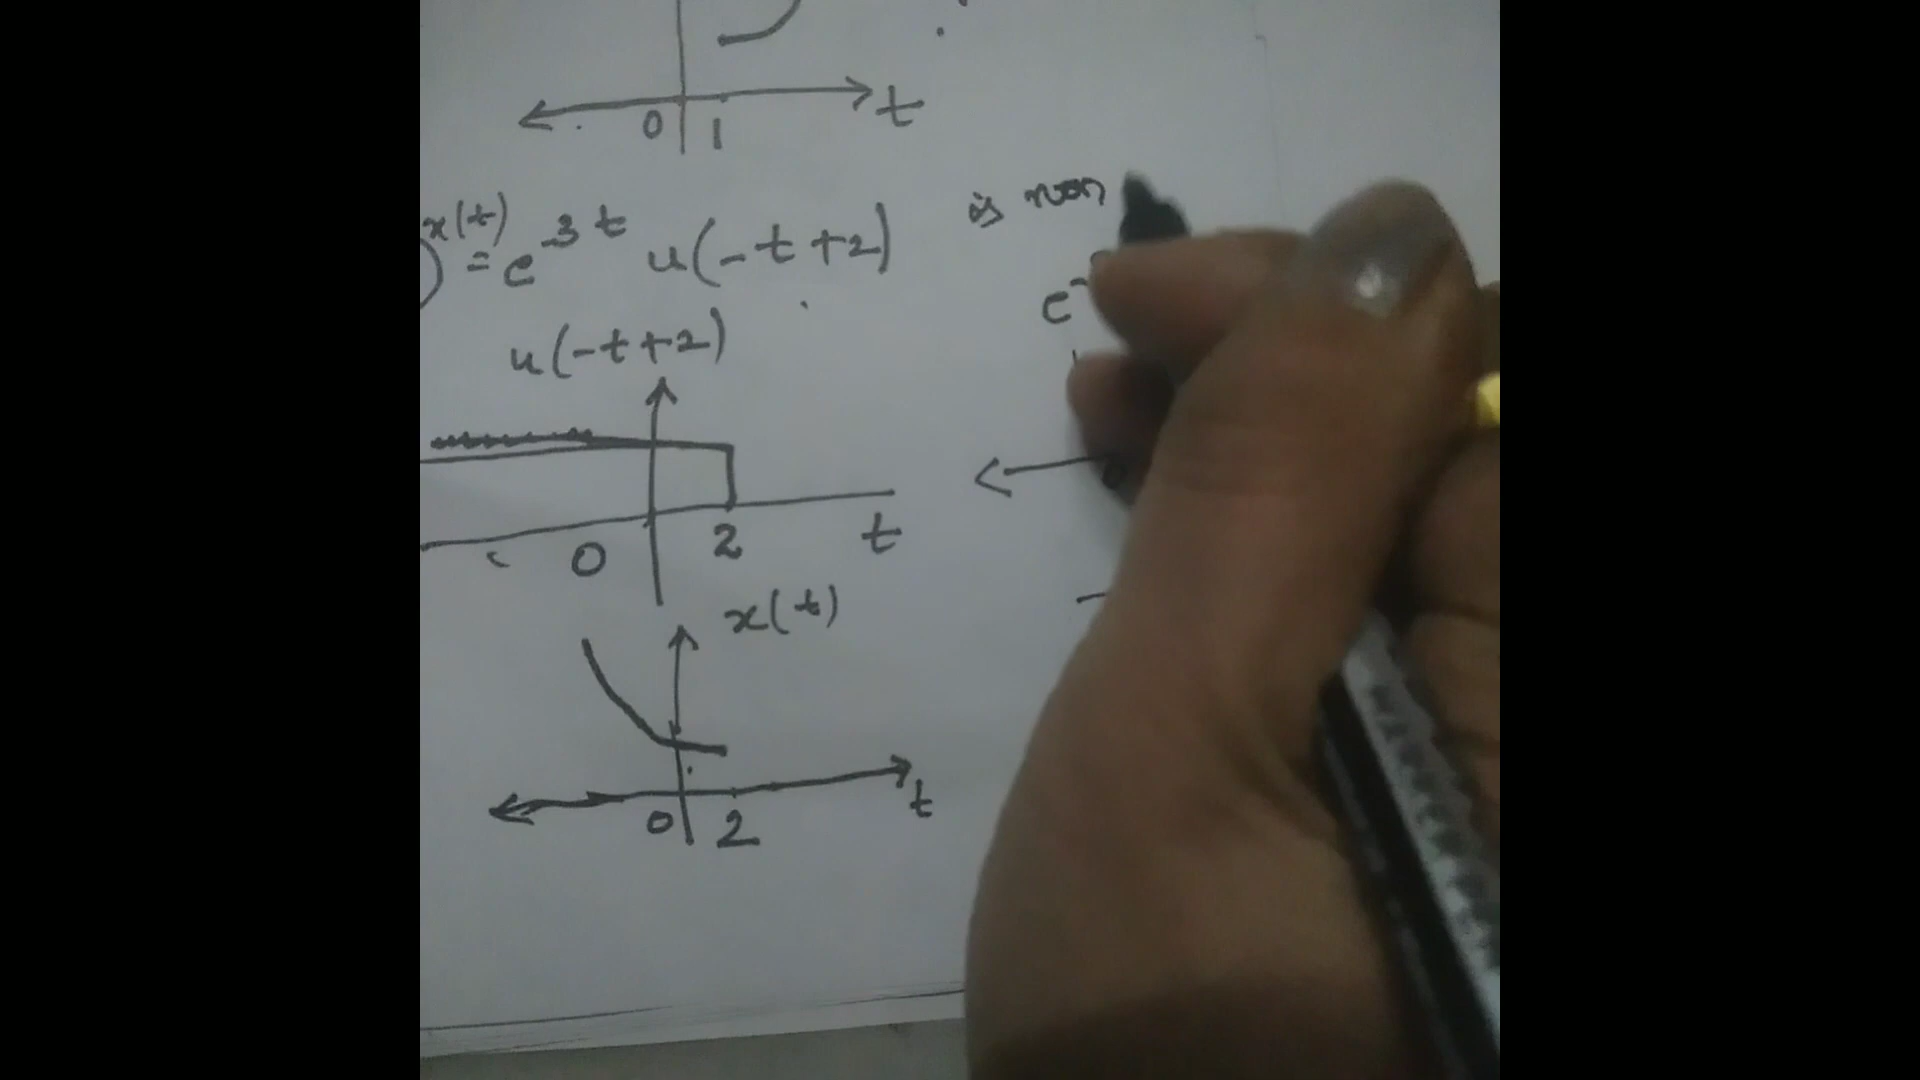 t
0 1
x(t) = e^-3t u(-t+2) is non
u(-t+2)
e^-
0 2 t
x(t)
0 2 t